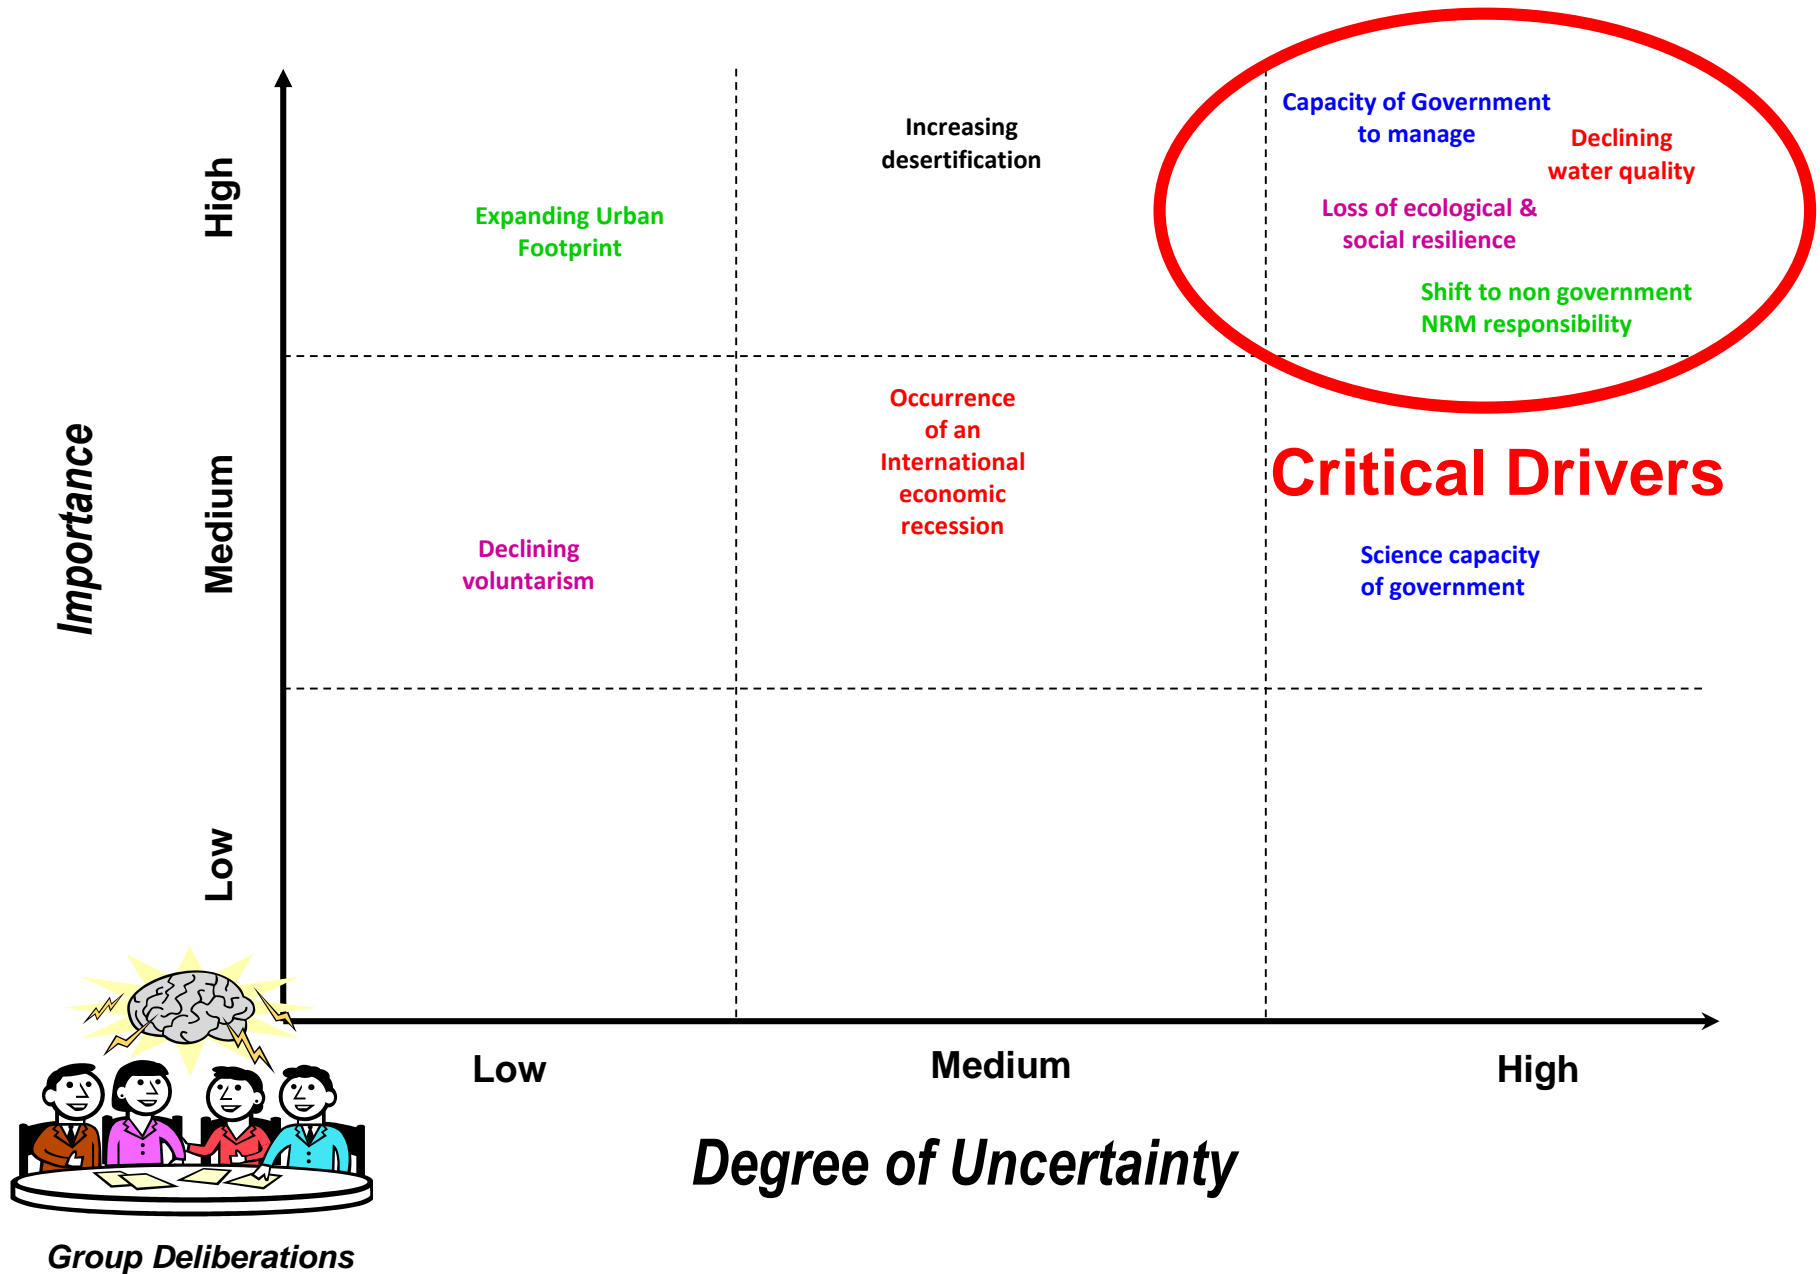 Capacity of Government
to manage
Increasing
desertification
Declining
water quality
High
Expanding Urban
Footprint
Loss of ecological &
social resilience
Shift to non government
NRM responsibility
Importance
Medium
Occurrence
of an
International
economic
recession
Critical Drivers
Declining
voluntarism
Science capacity
of government
Low
Low
Medium
High
Degree of Uncertainty
Group Deliberations